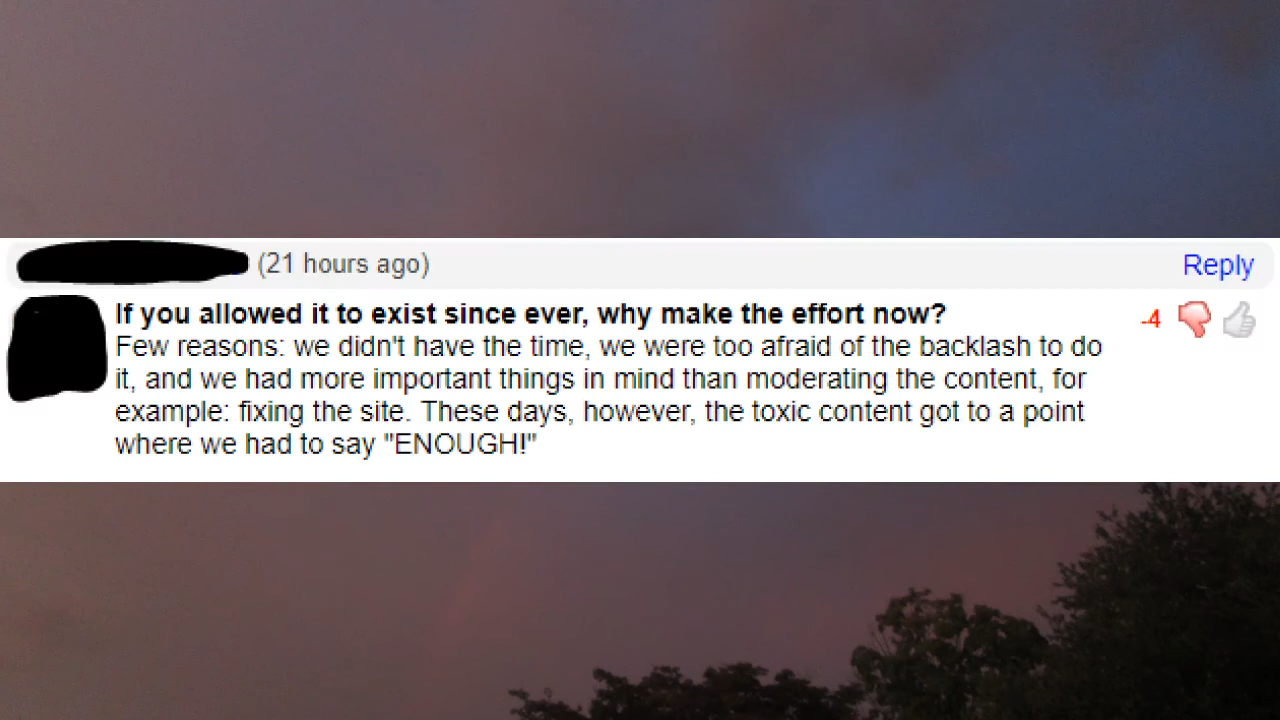 (21 hours ago)
Reply
If you allowed it to exist since ever, why make the effort now?
-4
Few reasons: we didn't have the time, we were too afraid of the backlash to do
it, and we had more important things in mind than moderating the content, for
example: fixing the site. These days, however, the toxic content got to a point
where we had to say "ENOUGH!"